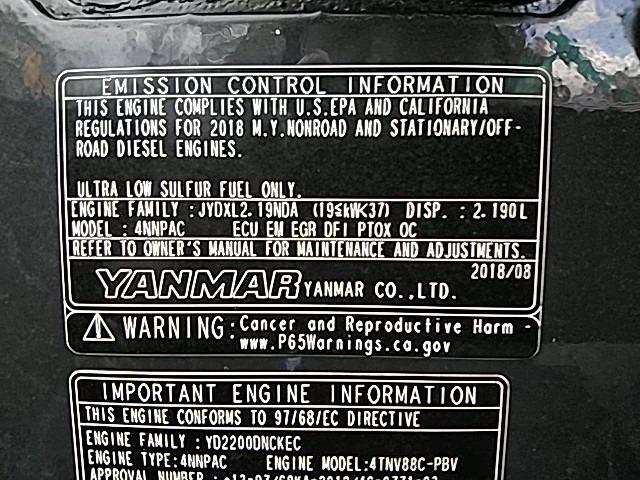 EMISSION CONTROL INFORMATION
THIS ENGINE COMPLIES WITH U.S.EPA AND CALIFORNIA
REGULATIONS FOR 2018 M.Y.NONROAD AND STATIONARY/OFF-
ROAD DIESEL ENGINES.
ULTRA LOW SULFUR FUEL ONLY.
ENGINE FAMILY :JYDXL2.19NDA (19≤kW<37) DISP. : 2.190L
MODEL : 4NNPAC ECU EM EGR DFI PTOX OC
REFER TO OWNER'S MANUAL FOR MAINTENANCE AND ADJUSTMENTS.
2018/08
YANMAR YANMAR CO.,LTD.
WARNING: Cancer and Reproductive Harm -
www.P65Warnings.ca.gov
IMPORTANT ENGINE INFORMATION
THIS ENGINE CONFORMS TO 97/68/EC DIRECTIVE
ENGINE FAMILY : YD2200DNCKEC
ENGINE TYPE:4NNPAC ENGINE MODEL:4TNV88C-PBV
APPROVAL NUMBER :